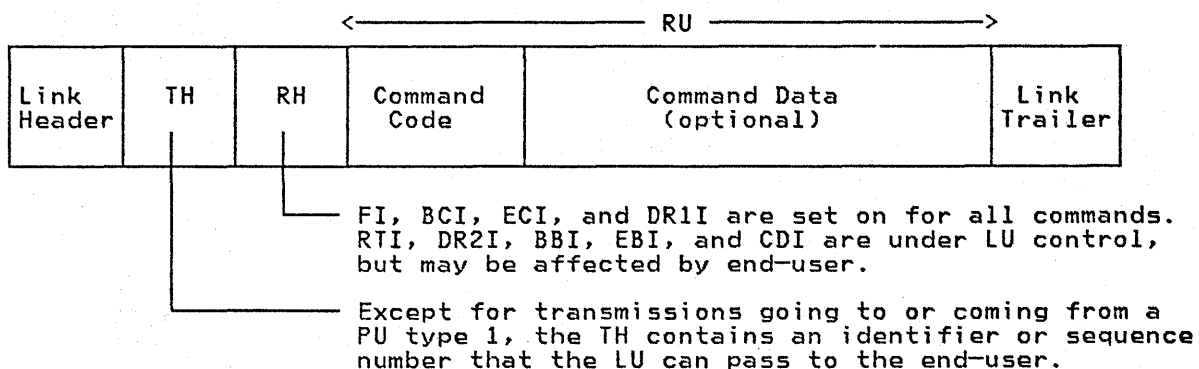 RU
Link Header
TH
RH
Command Code
Command Data (optional)
Link Trailer
FI, BCI, ECI, and DR1I are set on for all commands.
RTI, DR2I, BBI, EBI, and CDI are under LU control,
but may be affected by end-user.
Except for transmissions going to or coming from a
PU type 1, the TH contains an identifier or sequence
number that the LU can pass to the end-user.